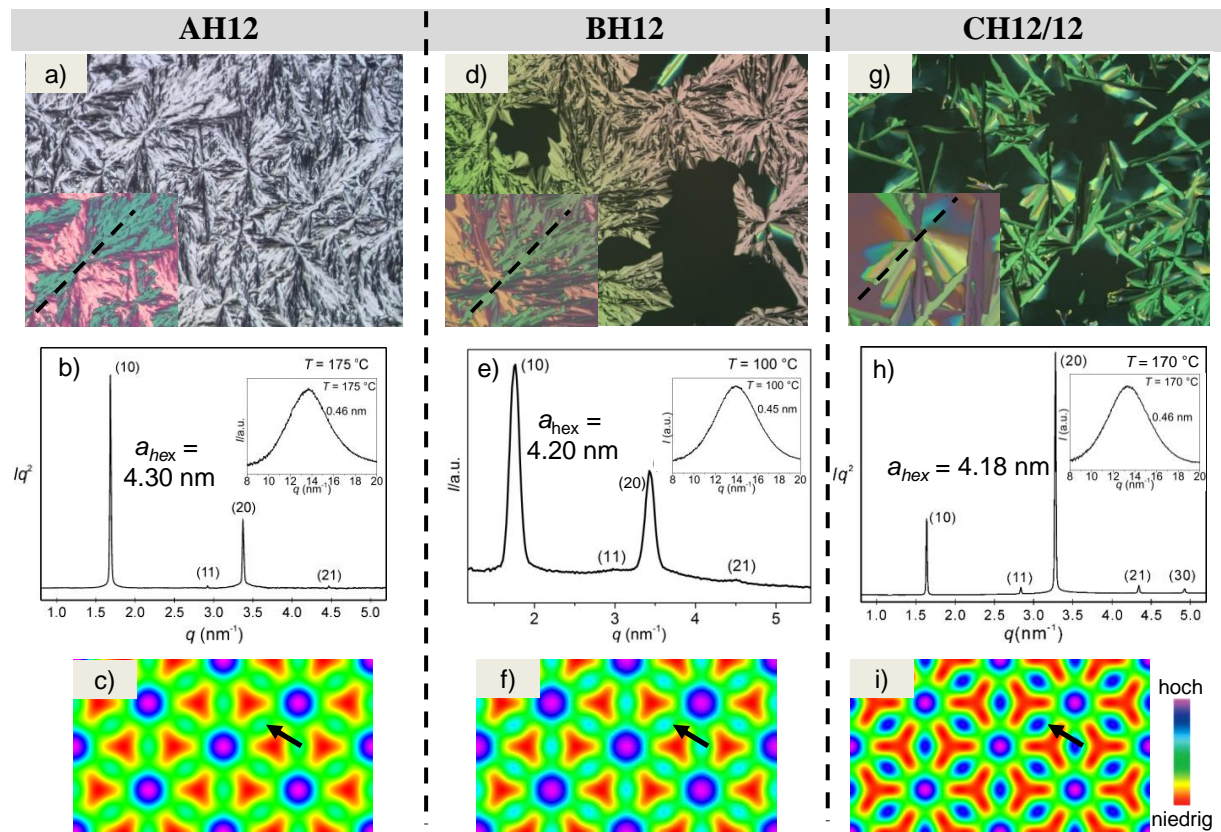 AH12
BH12
CH12/12
a)
d)
g)
b)
(10)
T = 175 °C
T = 175 °C
0.46 nm
I/a.u.
8 10 12 14 16 18 20
q (nm⁻¹)
a_hex =
4.30 nm
Iq²
(20)
(11)
(21)
1.0 1.5 2.0 2.5 3.0 3.5 4.0 4.5 5.0
q (nm⁻¹)
e)
(10)
T = 100 °C
T = 100 °C
0.45 nm
I (a.u.)
8 10 12 14 16 18 20
q (nm⁻¹)
a_hex =
4.20 nm
I/a.u.
(20)
(11)
(21)
2 3 4 5
q (nm⁻¹)
h)
(20)
T = 170 °C
T = 170 °C
0.46 nm
I (a.u.)
8 10 12 14 16 18 20
q (nm⁻¹)
a_hex = 4.18 nm
Iq²
(10)
(11)
(21)
(30)
1.0 1.5 2.0 2.5 3.0 3.5 4.0 4.5 5.0
q(nm⁻¹)
c)
f)
i)
hoch
niedrig